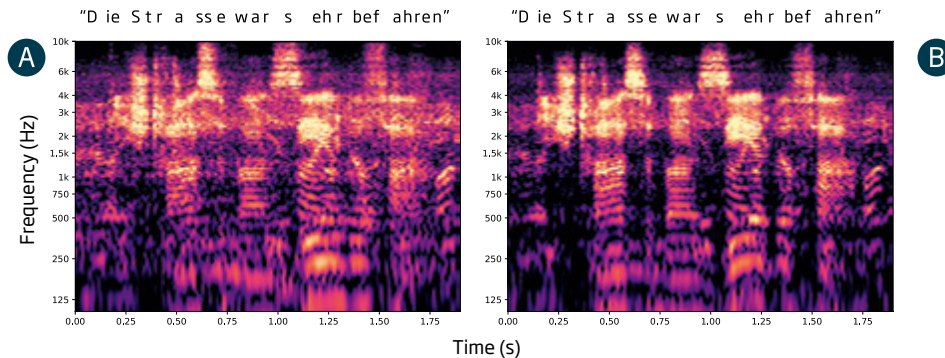 “D ie S t r a sse war s ehr bef ahren”
“D ie S t r a sse war s ehr bef ahren”
A
B
10k
6k
4k
3k
2k
1.5k
1k
750
500
250
125
Frequency (Hz)
10k
6k
4k
3k
2k
1.5k
1k
750
500
250
125
0.00 0.25 0.50 0.75 1.00 1.25 1.50 1.75
0.00 0.25 0.50 0.75 1.00 1.25 1.50 1.75
Time (s)